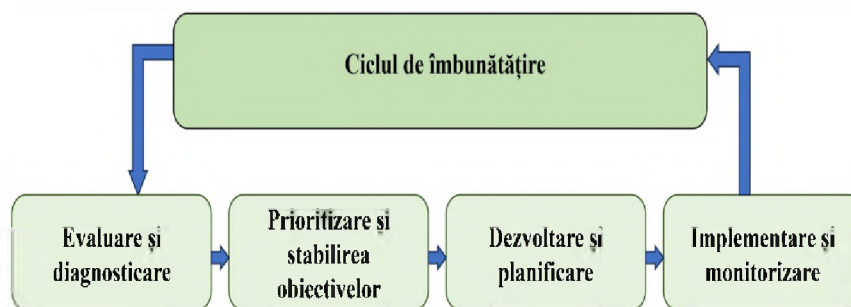 Ciclul de îmbunătățire
Evaluare și
diagnosticare
Prioritizare și
stabilirea
obiectivelor
Dezvoltare și
planificare
Implementare și
monitorizare